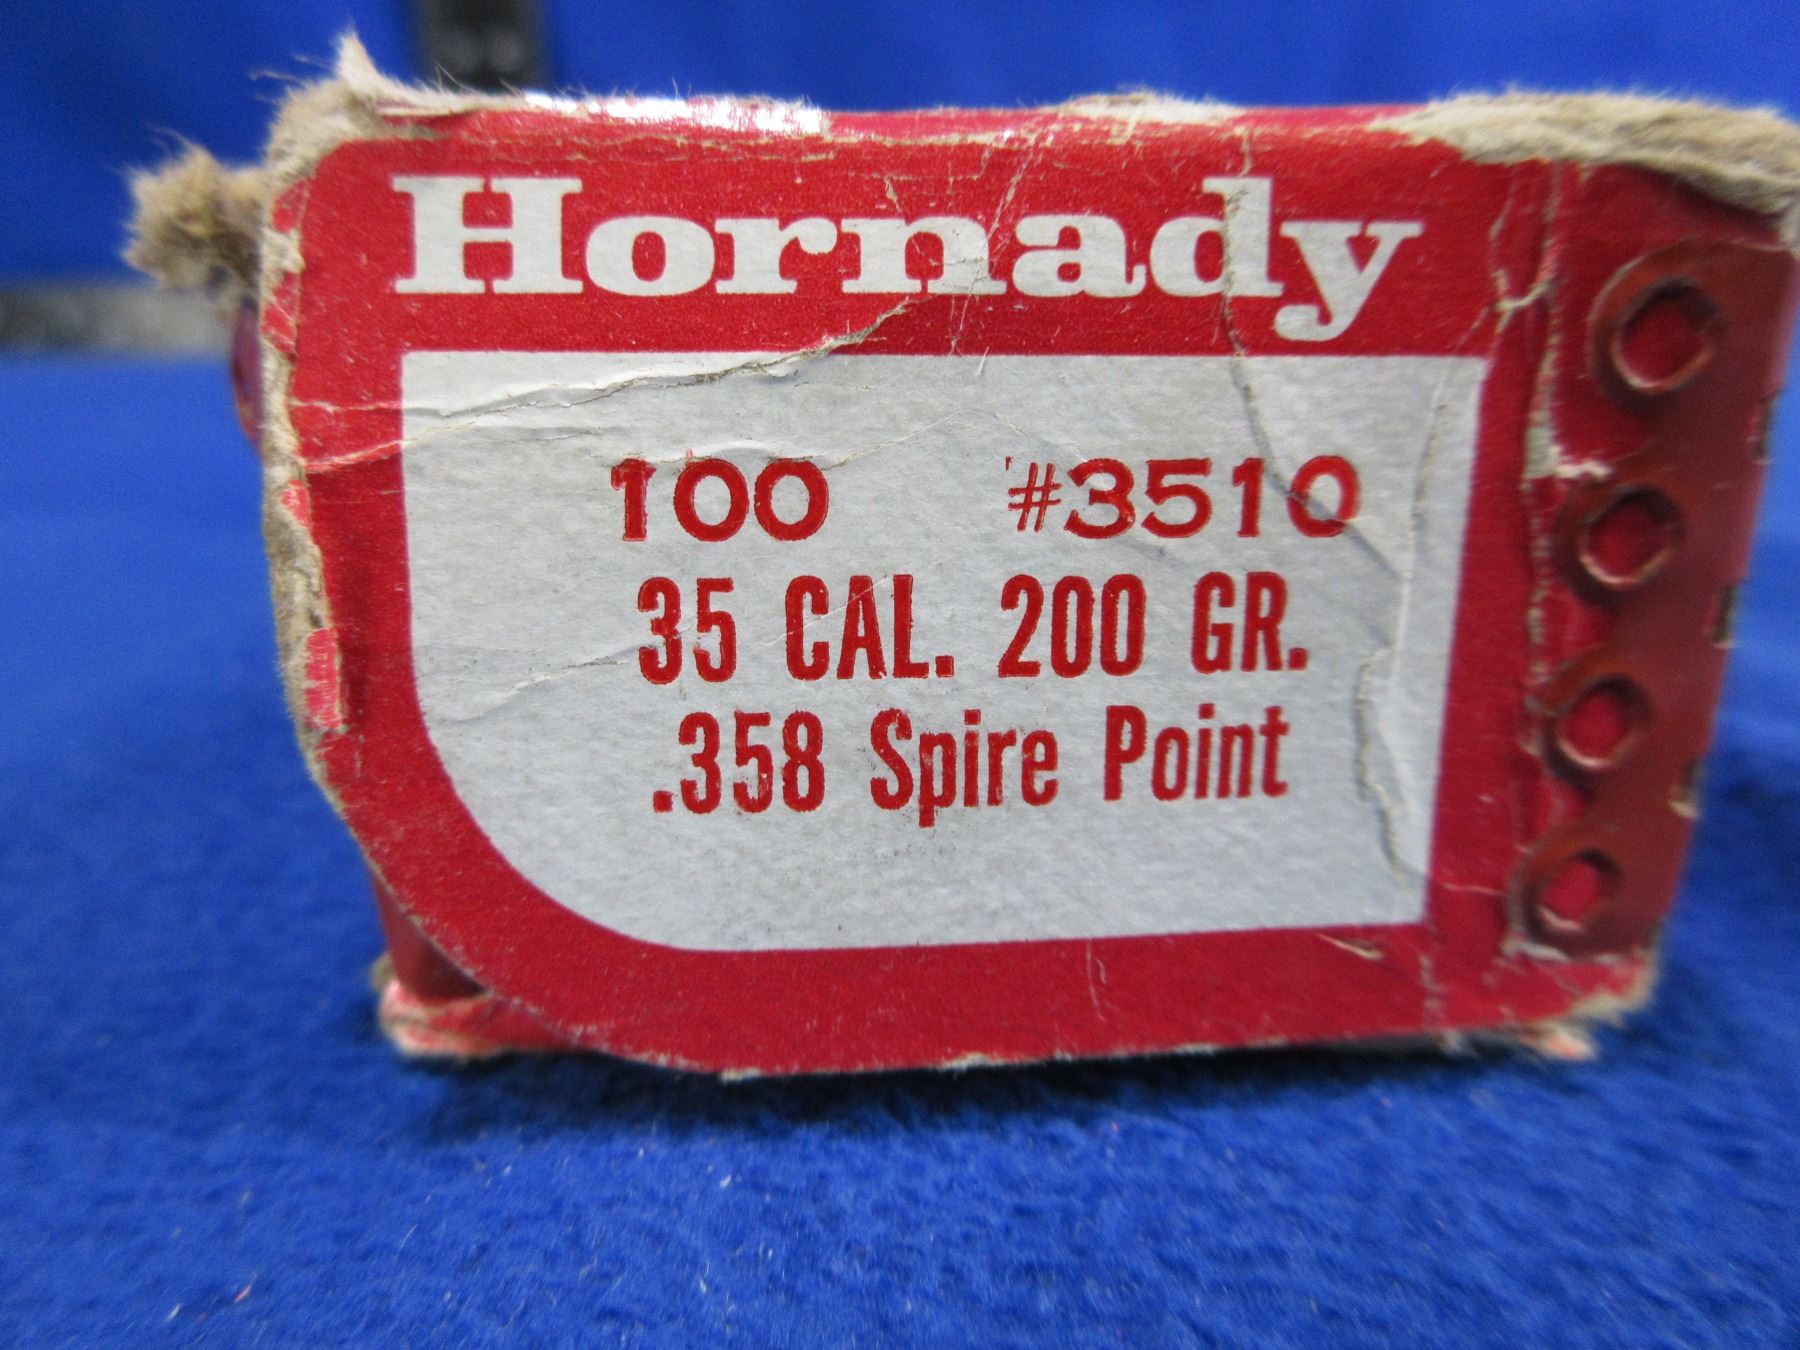 Hornady
100 #3510
35 CAL. 200 GR.
.358 Spire Point